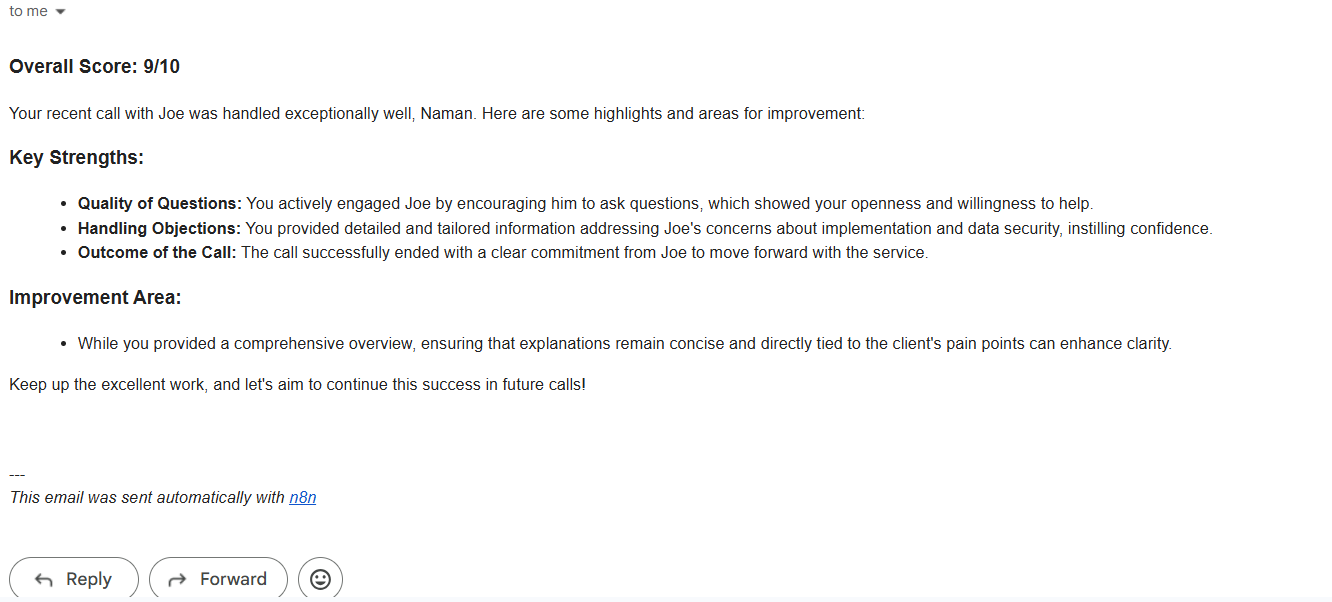 to me
Overall Score: 9/10
Your recent call with Joe was handled exceptionally well, Naman. Here are some highlights and areas for improvement:
Key Strengths:
• Quality of Questions: You actively engaged Joe by encouraging him to ask questions, which showed your openness and willingness to help.
• Handling Objections: You provided detailed and tailored information addressing Joe's concerns about implementation and data security, instilling confidence.
• Outcome of the Call: The call successfully ended with a clear commitment from Joe to move forward with the service.
Improvement Area:
• While you provided a comprehensive overview, ensuring that explanations remain concise and directly tied to the client's pain points can enhance clarity.
Keep up the excellent work, and let's aim to continue this success in future calls!
---
This email was sent automatically with n8n
Reply Forward